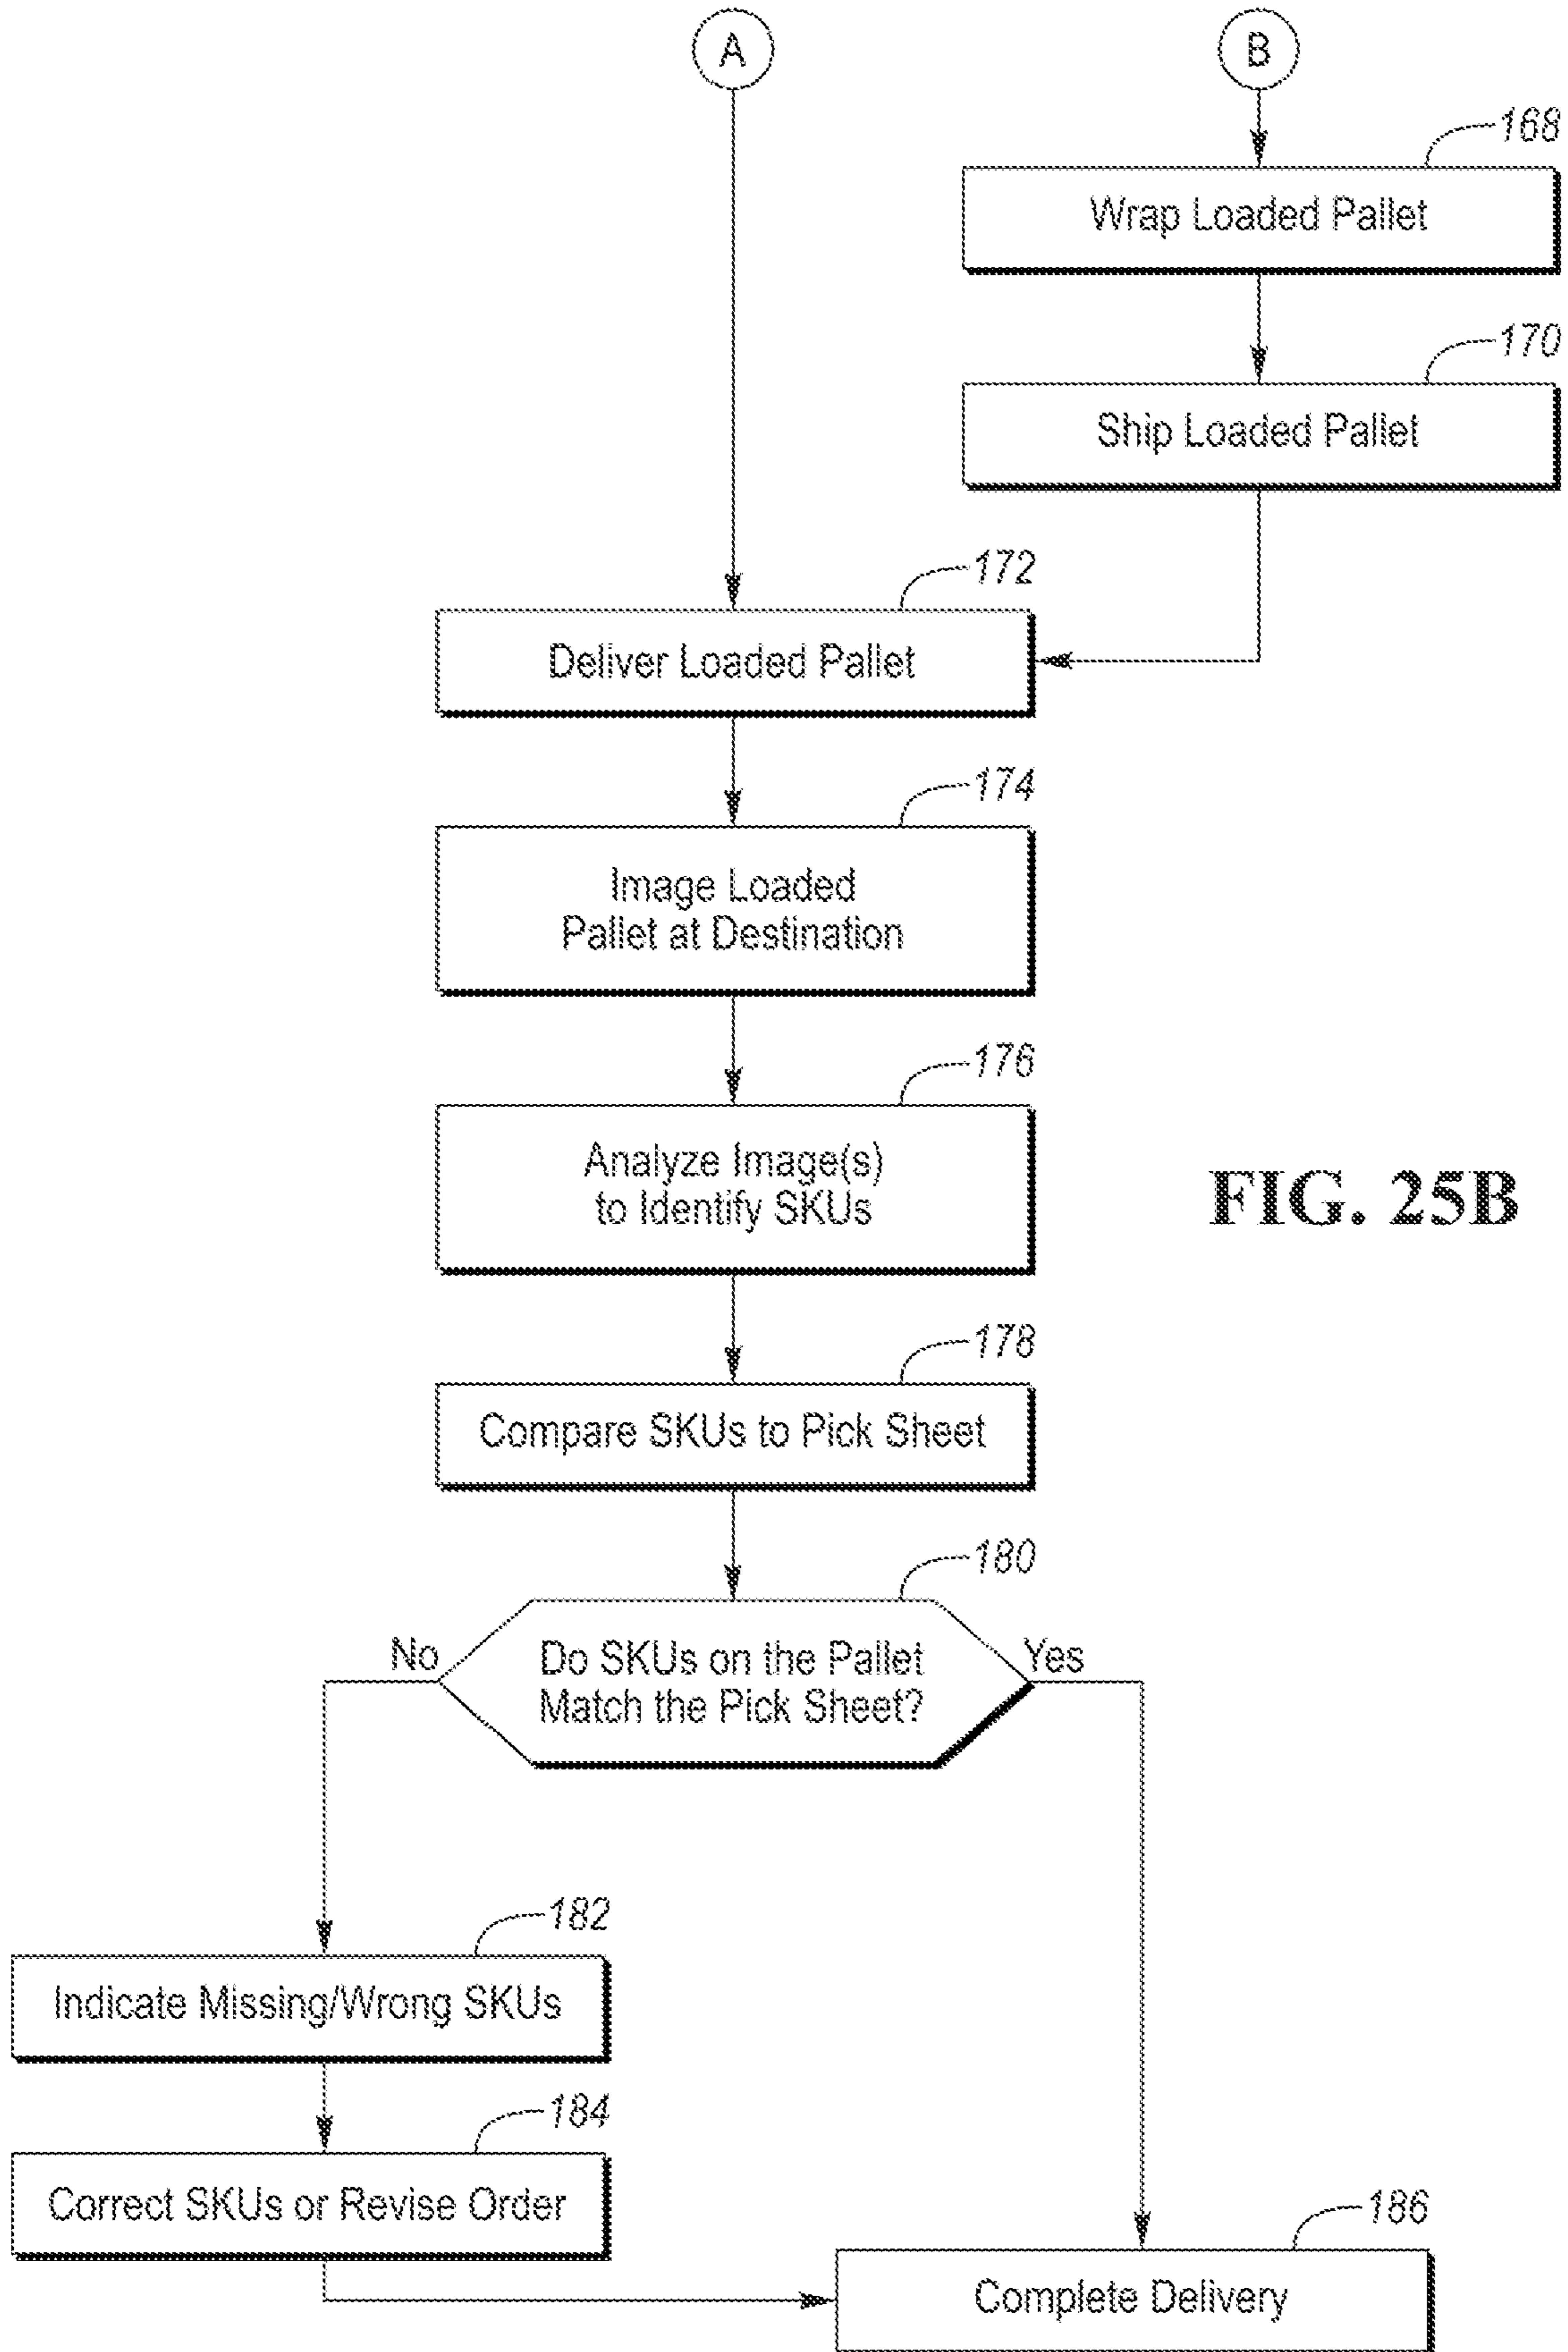 A
B
168
Wrap Loaded Pallet
170
Ship Loaded Pallet
172
Deliver Loaded Pallet
174
Image Loaded
Pallet at Destination
176
Analyze Image(s)
to Identify SKUs
FIG. 25B
178
Compare SKUs to Pick Sheet
180
No
Do SKUs on the Pallet
Match the Pick Sheet?
Yes
182
Indicate Missing/Wrong SKUs
184
Correct SKUs or Revise Order
186
Complete Delivery